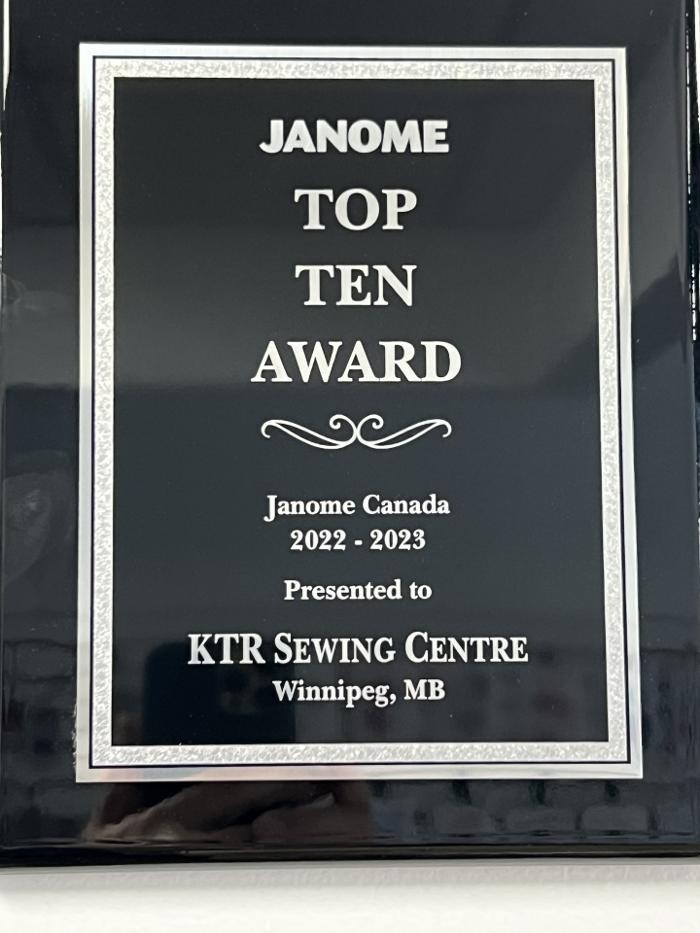 JANOME
TOP
TEN
AWARD
Janome Canada
2022 - 2023
Presented to
KTR SEWING CENTRE
Winnipeg, MB